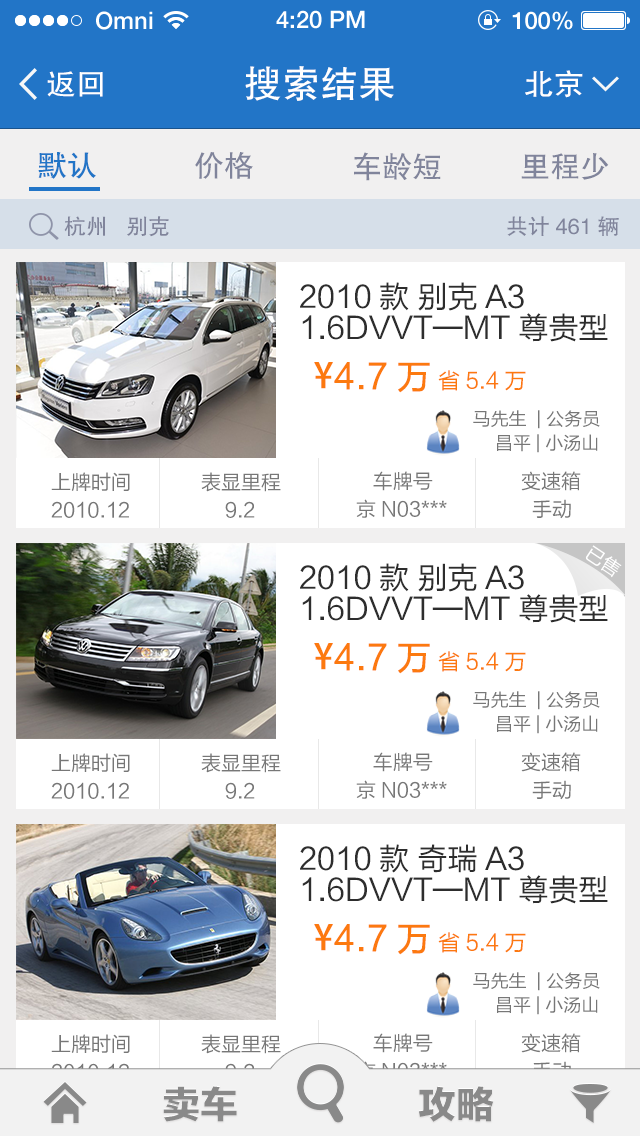 Omni 4:20 PM 100%
返回 搜索结果 北京
默认 价格 车龄短 里程少
杭州 别克 共计 461 辆
2010 款 别克 A3
1.6DVVT—MT 尊贵型
¥4.7 万 省 5.4 万
马先生 | 公务员
昌平 | 小汤山
上牌时间 表显里程 车牌号 变速箱
2010.12 9.2 京 N03*** 手动
已售
2010 款 别克 A3
1.6DVVT—MT 尊贵型
¥4.7 万 省 5.4 万
马先生 | 公务员
昌平 | 小汤山
上牌时间 表显里程 车牌号 变速箱
2010.12 9.2 京 N03*** 手动
2010 款 奇瑞 A3
1.6DVVT—MT 尊贵型
¥4.7 万 省 5.4 万
马先生 | 公务员
昌平 | 小汤山
上牌时间 表显里程 车牌号 变速箱
卖车 攻略